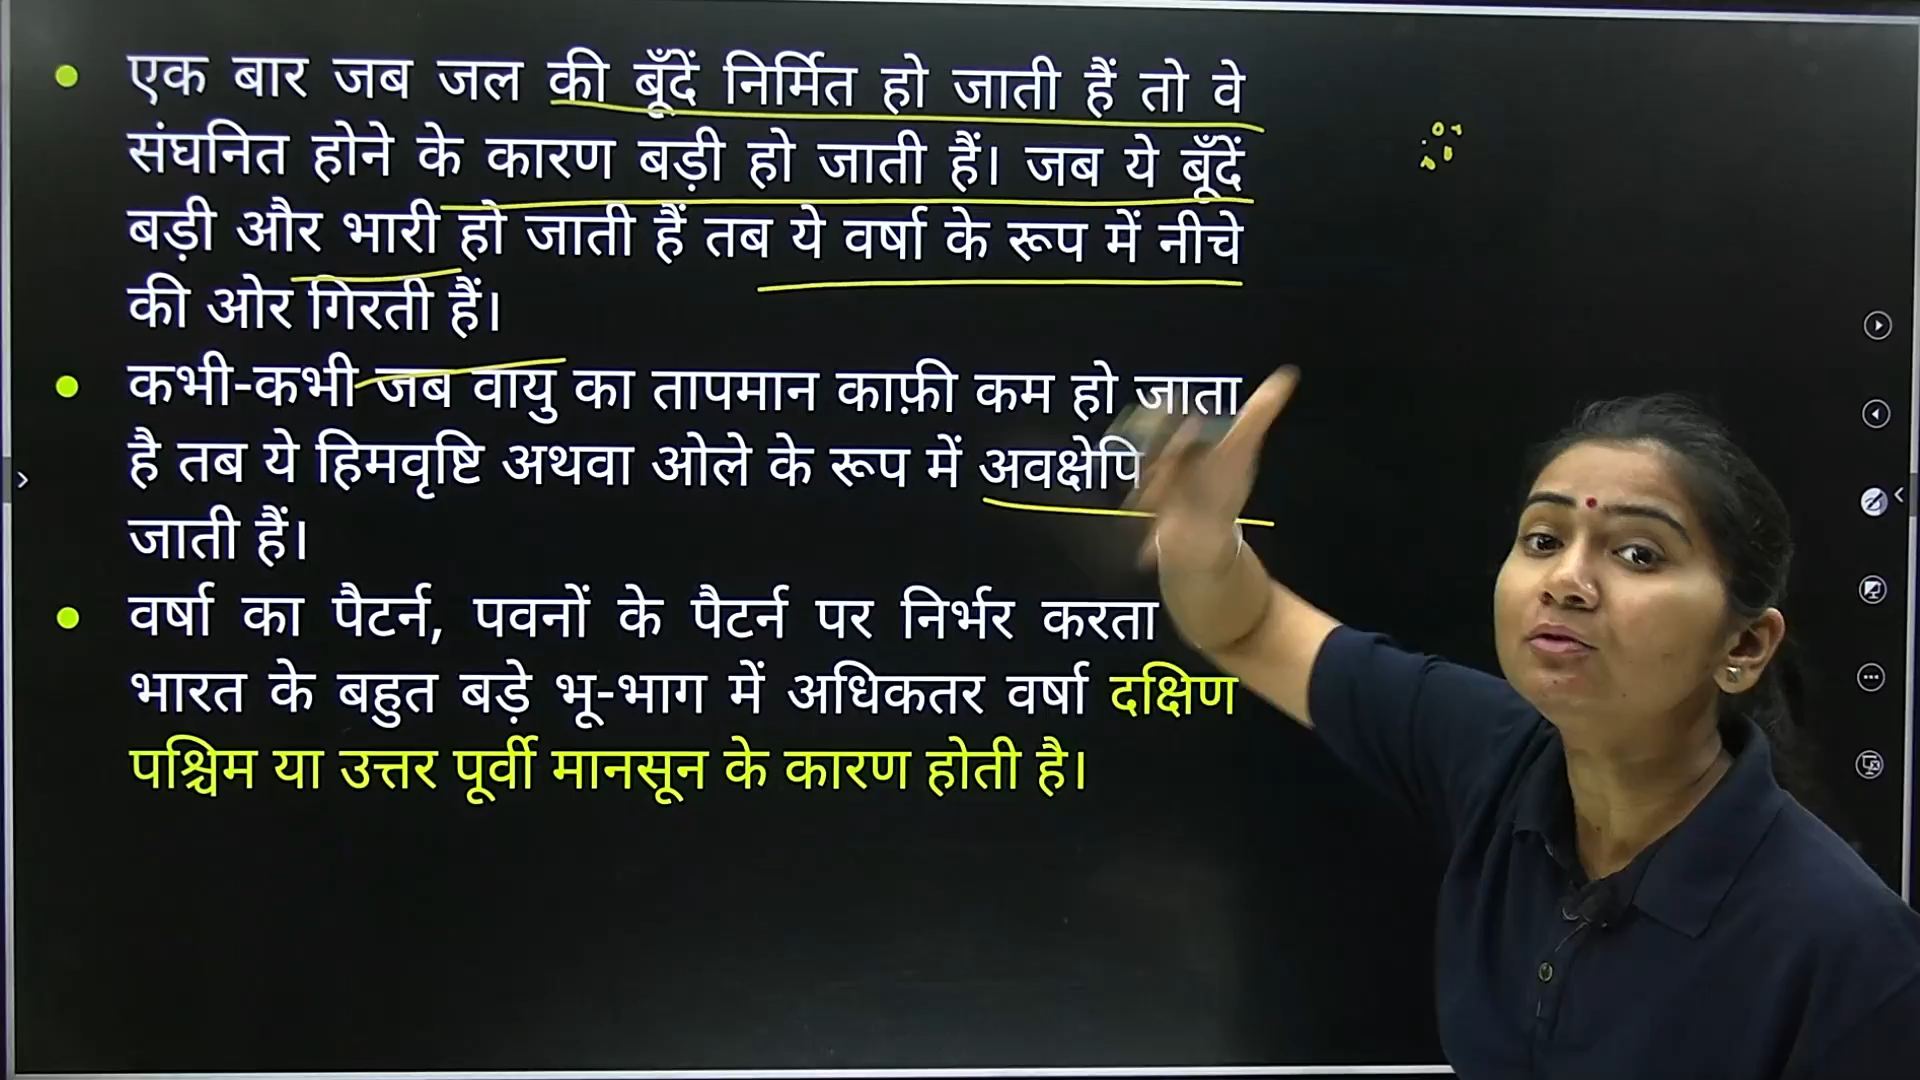 एक बार जब जल की बूँदें निर्मित हो जाती हैं तो वे
संघनित होने के कारण बड़ी हो जाती हैं। जब ये बूँदें
बड़ी और भारी हो जाती हैं तब ये वर्षा के रूप में नीचे
की ओर गिरती हैं।
कभी-कभी जब वायु का तापमान काफ़ी कम हो जाता
है तब ये हिमवृष्टि अथवा ओले के रूप में
जाती हैं।
वर्षा का पैटर्न, पवनों के पैटर्न पर निर्भर करता
भारत के बहुत बड़े भू-भाग में अधिकतर वर्षा दक्षिण
पश्चिम या उत्तर पूर्वी मानसून के कारण होती है।